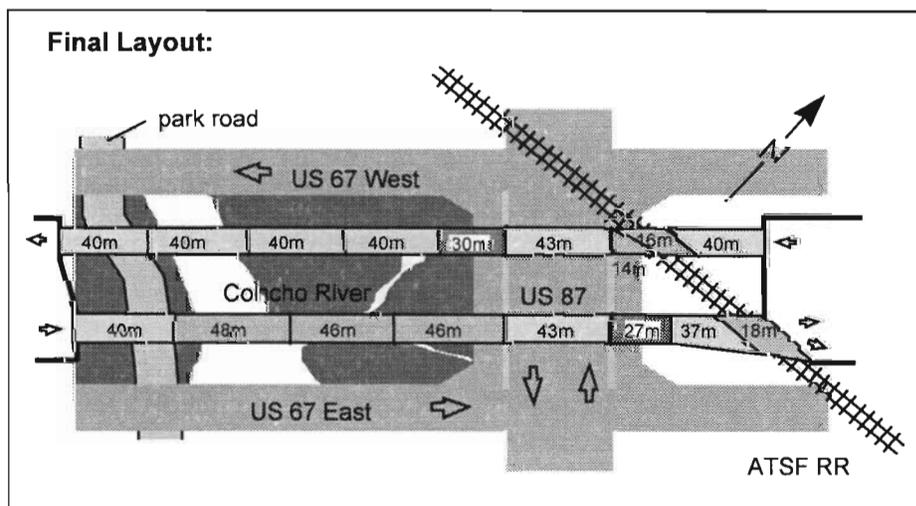 Final Layout:
park road
N
US 67 West
40m 40m 40m 40m 30m 43m 16m 40m
14m
Concho River US 87
40m 48m 46m 46m 43m 27m 37m 18m
US 67 East
ATSF RR